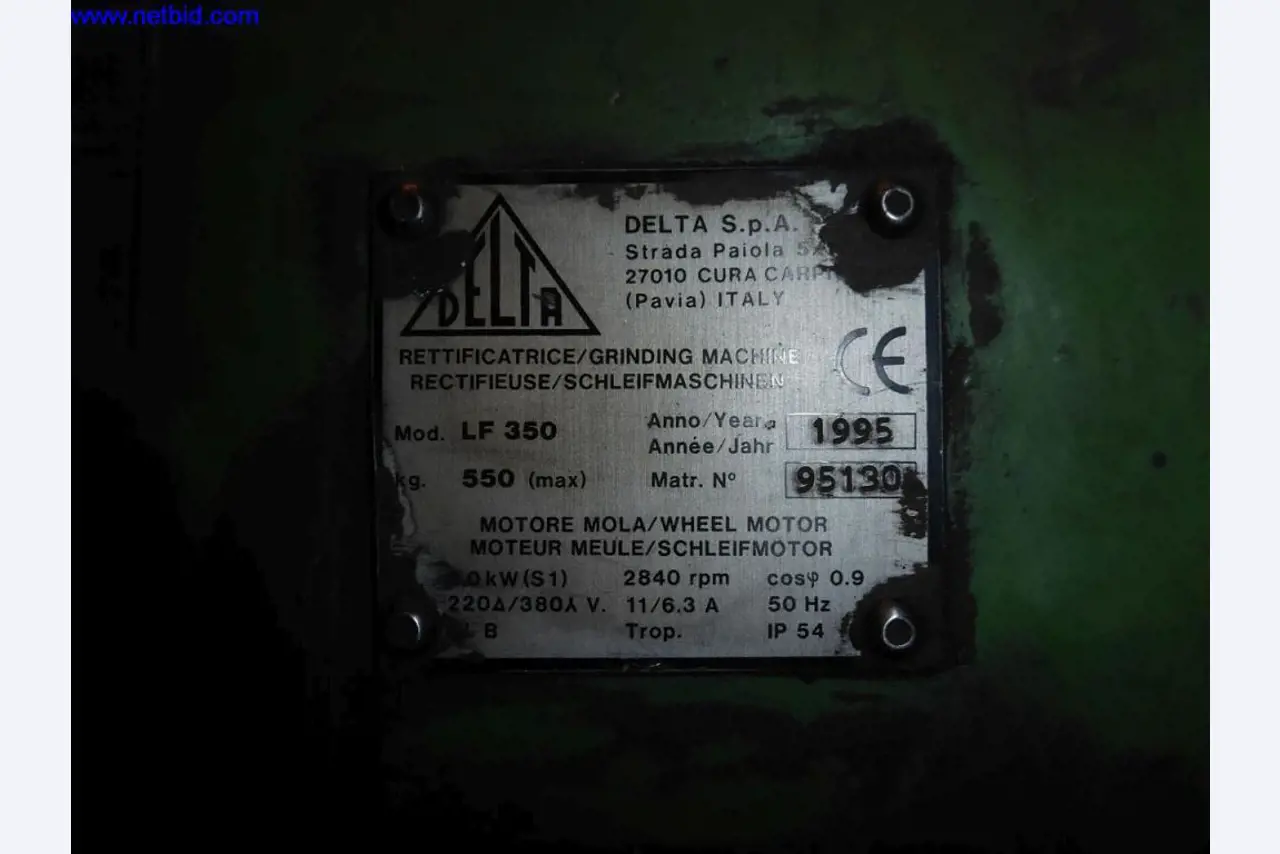 www.netbid.com
DELTA
DELTA S.p.A.
Strada Paiola
27010 CURA
(Pavia) ITALY
RETTIFICATRICE/GRINDING MACHINE
RECTIFIEUSE/SCHLEIFMASCHINEN
CE
Mod. LF 350
Anno/Year
Année/Jahr
1995
kg. 550 (max)
Matr. Nº 95130
MOTORE MOLA/WHEEL MOTOR
MOTEUR MEULE/SCHLEIFMOTOR
kW (S1) 2840 rpm cosφ 0.9
220Δ/380⅄ V. 11/6.3 A 50 Hz
B Trop. IP 54